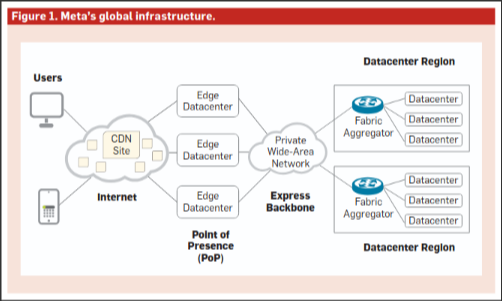 Figure 1. Meta's global infrastructure.
Users
CDN
Site
Internet
Edge
Datacenter
Edge
Datacenter
Edge
Datacenter
Point of
Presence
(PoP)
Private
Wide-Area
Network
Express
Backbone
Datacenter Region
Fabric
Aggregator
Datacenter
Datacenter
Datacenter
Fabric
Aggregator
Datacenter
Datacenter
Datacenter
Datacenter Region